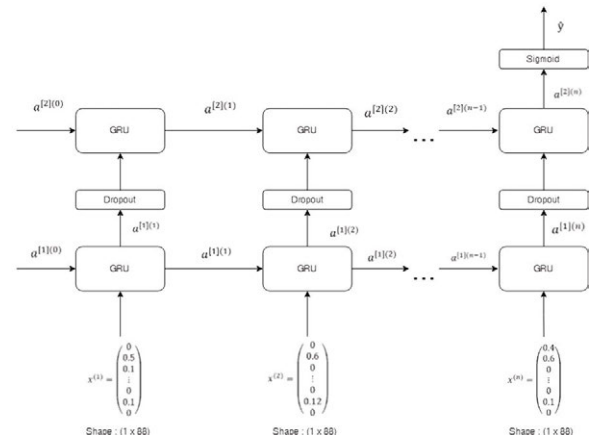 ŷ
Sigmoid
a^[2](n)
a^[2](0) a^[2](1) a^[2](2) a^[2](n−1)
GRU GRU ... GRU
Dropout Dropout Dropout
a^[1](1) a^[1](2) a^[1](n)
a^[1](0) a^[1](1) a^[1](2) a^[1](n−1)
GRU GRU ... GRU
x^(1) = (0 0.5 0.1 ⋮ 0 0.1 0) x^(2) = (0 0.6 0 ⋮ 0 0.12 0) x^(n) = (0.4 0.6 0 ⋮ 0 0.1 0)
Shape : (1 x 88) Shape : (1 x 88) Shape : (1 x 88)